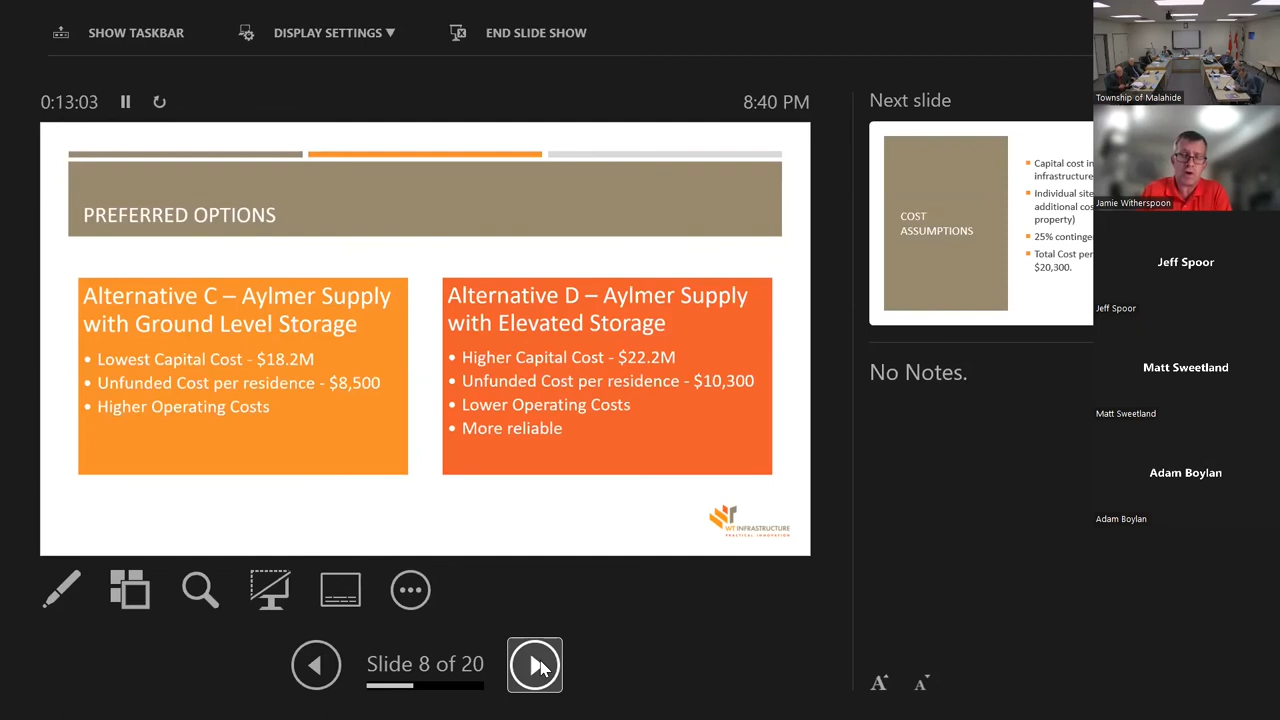 SHOW TASKBAR
DISPLAY SETTINGS ▼
END SLIDE SHOW
0:13:03
8:40 PM
PREFERRED OPTIONS
Alternative C – Aylmer Supply
with Ground Level Storage
• Lowest Capital Cost - $18.2M
• Unfunded Cost per residence - $8,500
• Higher Operating Costs
Alternative D – Aylmer Supply
with Elevated Storage
• Higher Capital Cost - $22.2M
• Unfunded Cost per residence - $10,300
• Lower Operating Costs
• More reliable
WT INFRASTRUCTURE
PRACTICAL INNOVATION
Slide 8 of 20
Next slide
COST
ASSUMPTIONS
Capital cost in
infrastructure
Individual site
additional cos
property)
25% continge
Total Cost per
$20,300.
No Notes.
A A
Township of Malahide
Jamie Witherspoon
Jeff Spoor
Jeff Spoor
Matt Sweetland
Matt Sweetland
Adam Boylan
Adam Boylan